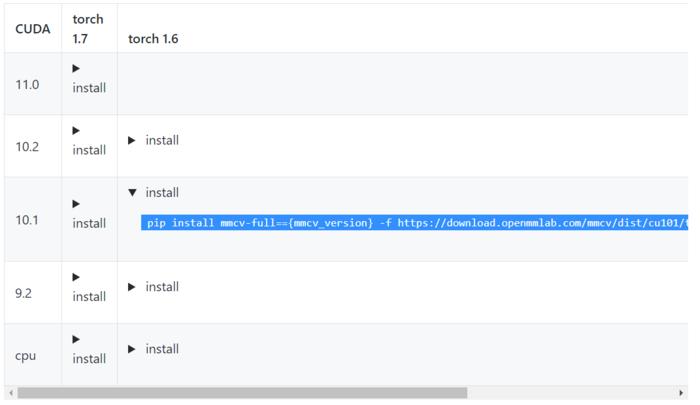 CUDA torch 1.7 torch 1.6
11.0 ▶ install
10.2 ▶ install ▶ install
10.1 ▶ install ▼ install
pip install mmcv-full=={mmcv_version} -f https://download.openmmlab.com/mmcv/dist/cu101/
9.2 ▶ install ▶ install
cpu ▶ install ▶ install